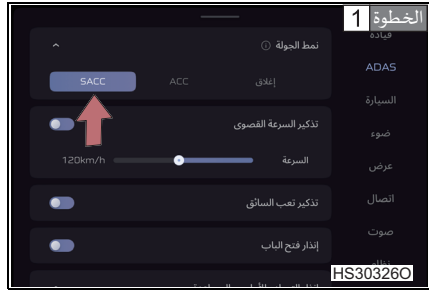 الخطوة 1
قيادة
ADAS
السيارة
ضوء
عرض
اتصال
صوت
نظام
نمط الجولة
إغلاق
ACC
SACC
تذكير السرعة القصوى
السرعة
120km/h
تذكير تعب السائق
إنذار فتح الباب
HS30326O